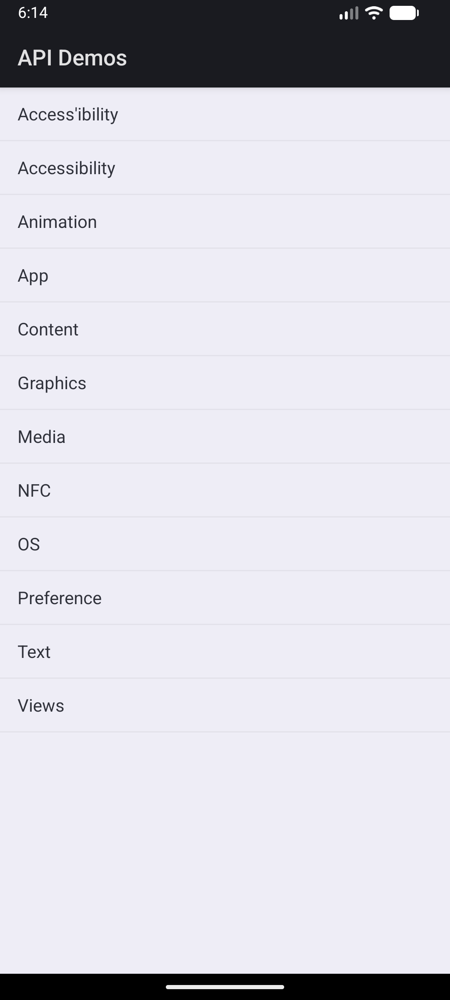 6:14
API Demos
Access'ibility
Accessibility
Animation
App
Content
Graphics
Media
NFC
OS
Preference
Text
Views